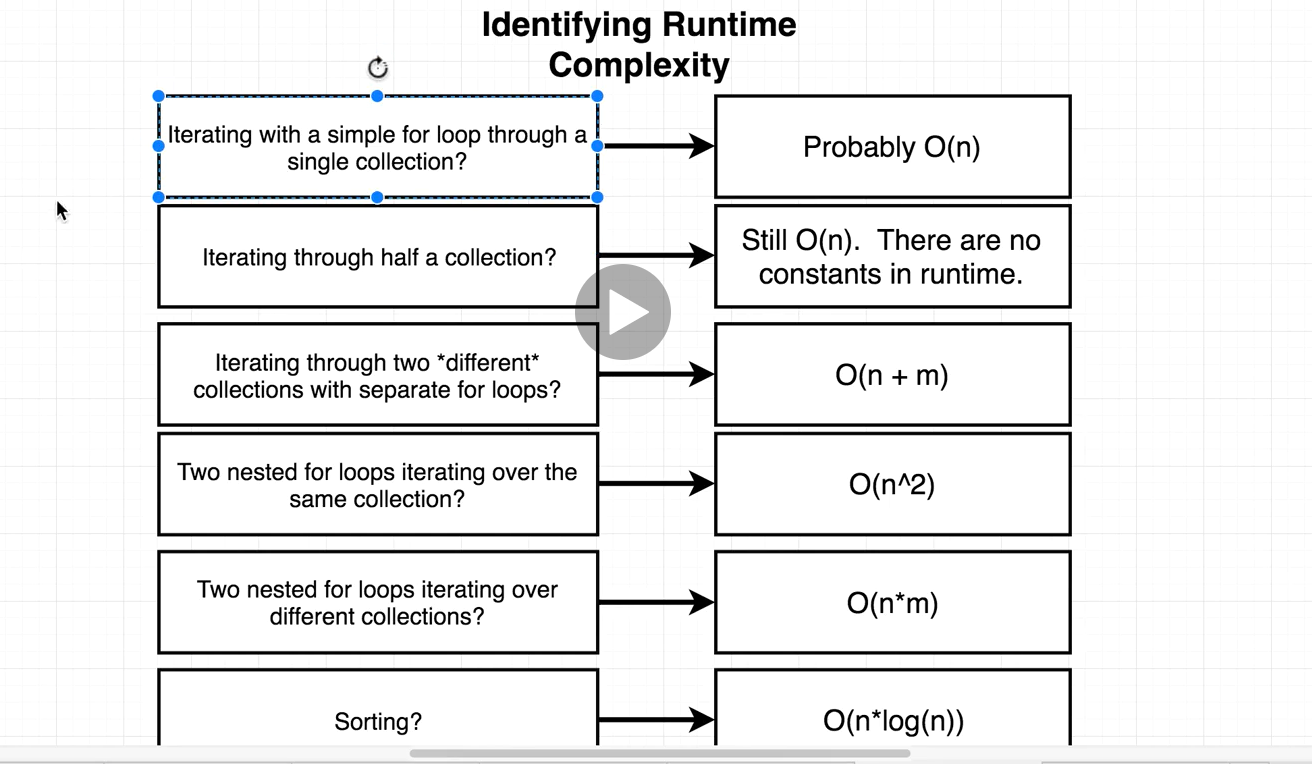 Identifying Runtime
Complexity
Iterating with a simple for loop through a
single collection?
Probably O(n)
Iterating through half a collection?
Still O(n).  There are no
constants in runtime.
Iterating through two *different*
collections with separate for loops?
O(n + m)
Two nested for loops iterating over the
same collection?
O(n^2)
Two nested for loops iterating over
different collections?
O(n*m)
Sorting?
O(n*log(n))